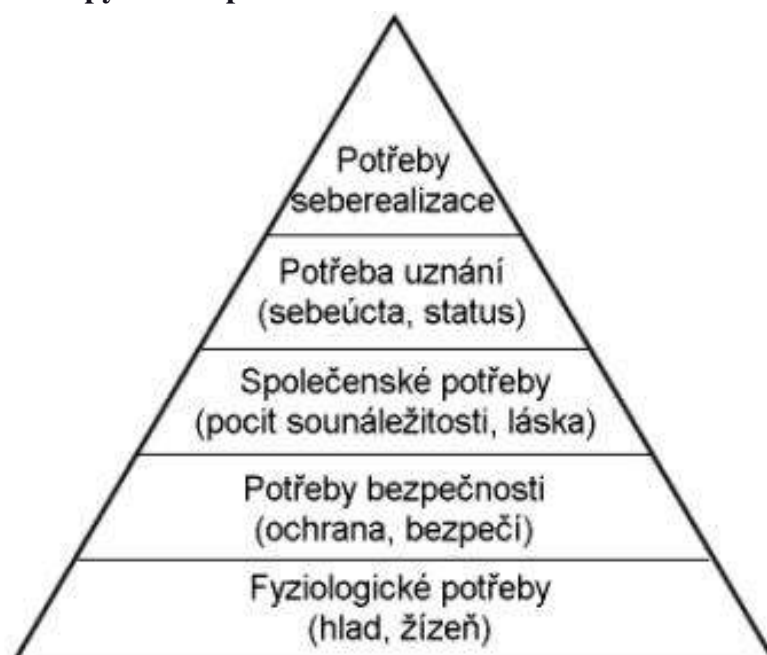 Potřeby
seberealizace
Potřeba uznání
(sebeúcta, status)
Společenské potřeby
(pocit sounáležitosti, láska)
Potřeby bezpečnosti
(ochrana, bezpečí)
Fyziologické potřeby
(hlad, žízeň)